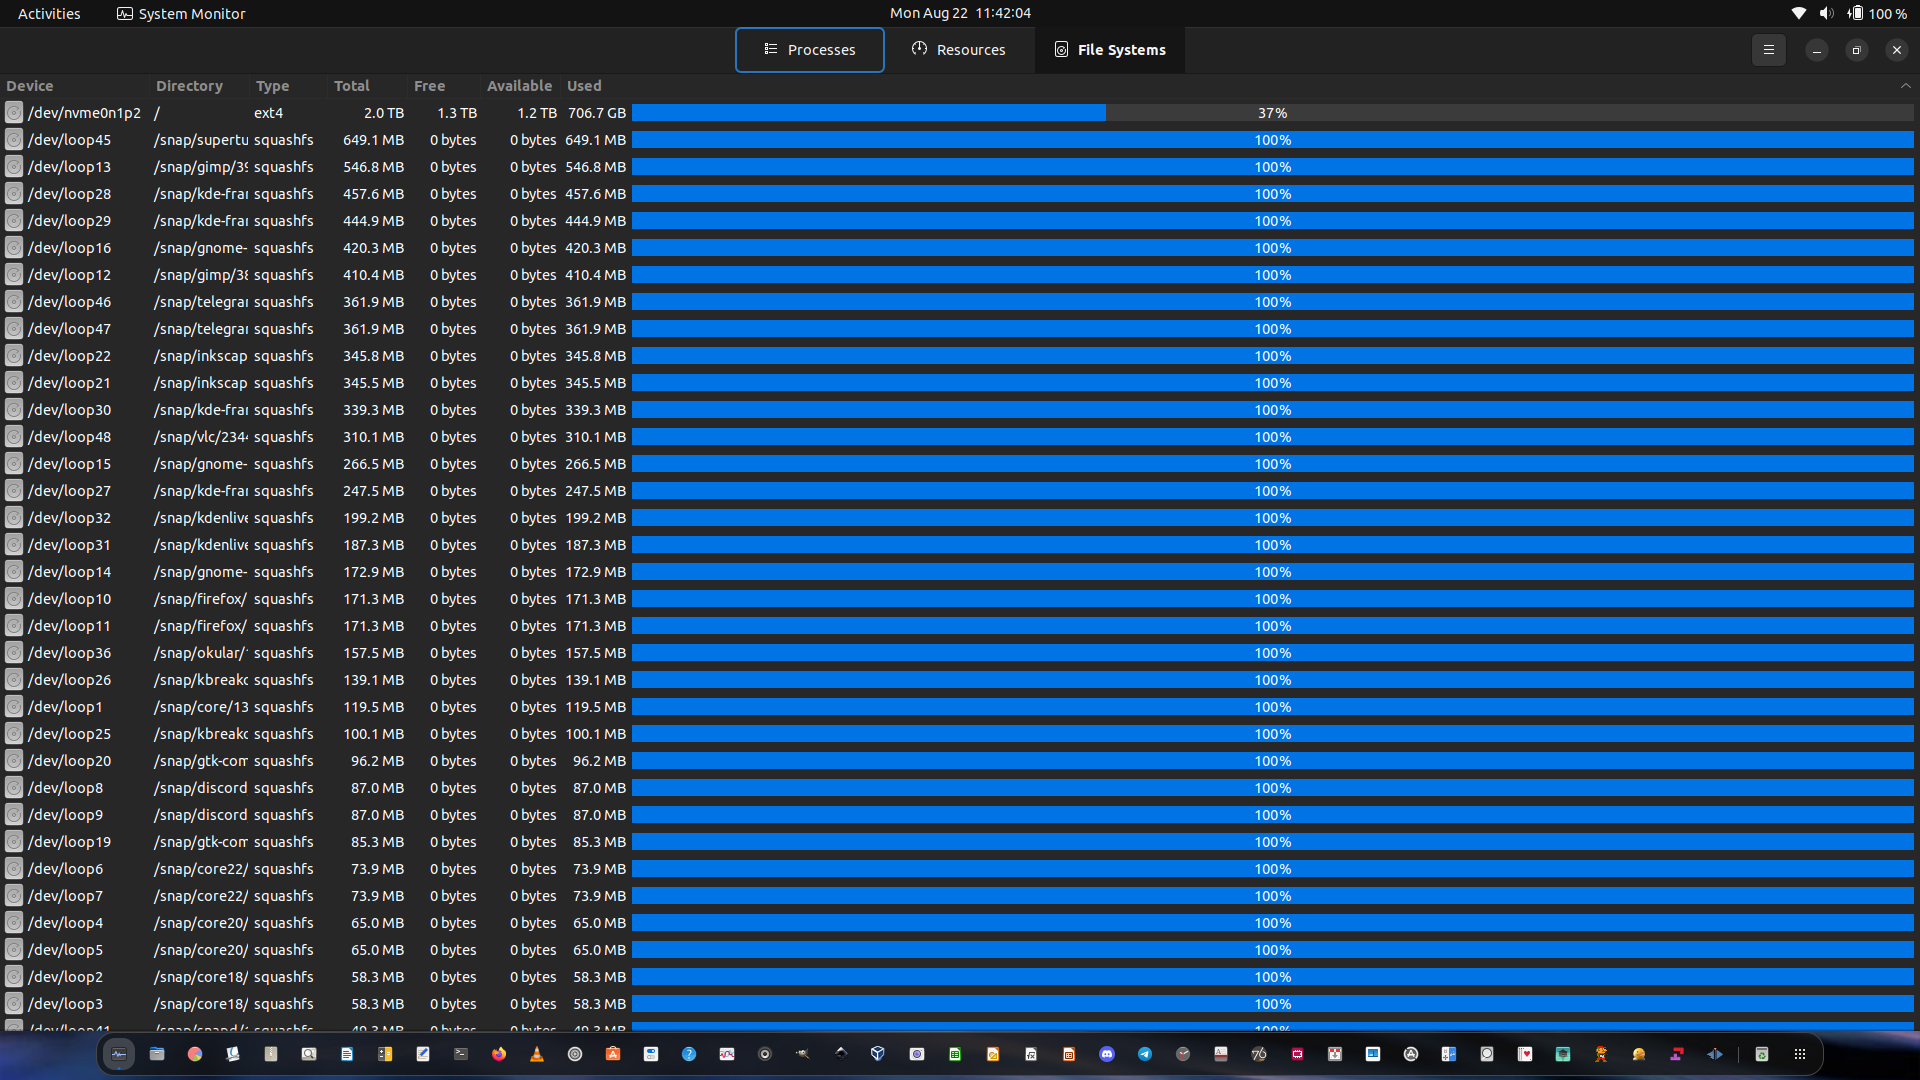 Activities System Monitor Mon Aug 22 11:42:04 100 %
Processes Resources File Systems
Device Directory Type Total Free Available Used
/dev/nvme0n1p2 / ext4 2.0 TB 1.3 TB 1.2 TB 706.7 GB 37%
/dev/loop45 /snap/supertu squashfs 649.1 MB 0 bytes 0 bytes 649.1 MB 100%
/dev/loop13 /snap/gimp/39 squashfs 546.8 MB 0 bytes 0 bytes 546.8 MB 100%
/dev/loop28 /snap/kde-fra squashfs 457.6 MB 0 bytes 0 bytes 457.6 MB 100%
/dev/loop29 /snap/kde-fra squashfs 444.9 MB 0 bytes 0 bytes 444.9 MB 100%
/dev/loop16 /snap/gnome- squashfs 420.3 MB 0 bytes 0 bytes 420.3 MB 100%
/dev/loop12 /snap/gimp/38 squashfs 410.4 MB 0 bytes 0 bytes 410.4 MB 100%
/dev/loop46 /snap/telegra squashfs 361.9 MB 0 bytes 0 bytes 361.9 MB 100%
/dev/loop47 /snap/telegra squashfs 361.9 MB 0 bytes 0 bytes 361.9 MB 100%
/dev/loop22 /snap/inkscap squashfs 345.8 MB 0 bytes 0 bytes 345.8 MB 100%
/dev/loop21 /snap/inkscap squashfs 345.5 MB 0 bytes 0 bytes 345.5 MB 100%
/dev/loop30 /snap/kde-fra squashfs 339.3 MB 0 bytes 0 bytes 339.3 MB 100%
/dev/loop48 /snap/vlc/2344 squashfs 310.1 MB 0 bytes 0 bytes 310.1 MB 100%
/dev/loop15 /snap/gnome- squashfs 266.5 MB 0 bytes 0 bytes 266.5 MB 100%
/dev/loop27 /snap/kde-fra squashfs 247.5 MB 0 bytes 0 bytes 247.5 MB 100%
/dev/loop32 /snap/kdenlive squashfs 199.2 MB 0 bytes 0 bytes 199.2 MB 100%
/dev/loop31 /snap/kdenlive squashfs 187.3 MB 0 bytes 0 bytes 187.3 MB 100%
/dev/loop14 /snap/gnome- squashfs 172.9 MB 0 bytes 0 bytes 172.9 MB 100%
/dev/loop10 /snap/firefox/ squashfs 171.3 MB 0 bytes 0 bytes 171.3 MB 100%
/dev/loop11 /snap/firefox/ squashfs 171.3 MB 0 bytes 0 bytes 171.3 MB 100%
/dev/loop36 /snap/okular/ squashfs 157.5 MB 0 bytes 0 bytes 157.5 MB 100%
/dev/loop26 /snap/kbreako squashfs 139.1 MB 0 bytes 0 bytes 139.1 MB 100%
/dev/loop1 /snap/core/13 squashfs 119.5 MB 0 bytes 0 bytes 119.5 MB 100%
/dev/loop25 /snap/kbreako squashfs 100.1 MB 0 bytes 0 bytes 100.1 MB 100%
/dev/loop20 /snap/gtk-com squashfs 96.2 MB 0 bytes 0 bytes 96.2 MB 100%
/dev/loop8 /snap/discord squashfs 87.0 MB 0 bytes 0 bytes 87.0 MB 100%
/dev/loop9 /snap/discord squashfs 87.0 MB 0 bytes 0 bytes 87.0 MB 100%
/dev/loop19 /snap/gtk-com squashfs 85.3 MB 0 bytes 0 bytes 85.3 MB 100%
/dev/loop6 /snap/core22/ squashfs 73.9 MB 0 bytes 0 bytes 73.9 MB 100%
/dev/loop7 /snap/core22/ squashfs 73.9 MB 0 bytes 0 bytes 73.9 MB 100%
/dev/loop4 /snap/core20/ squashfs 65.0 MB 0 bytes 0 bytes 65.0 MB 100%
/dev/loop5 /snap/core20/ squashfs 65.0 MB 0 bytes 0 bytes 65.0 MB 100%
/dev/loop2 /snap/core18/ squashfs 58.3 MB 0 bytes 0 bytes 58.3 MB 100%
/dev/loop3 /snap/core18/ squashfs 58.3 MB 0 bytes 0 bytes 58.3 MB 100%
/dev/loop41 /snap/snapd/ squashfs 49.3 MB 0 bytes 0 bytes 49.3 MB 100%
76